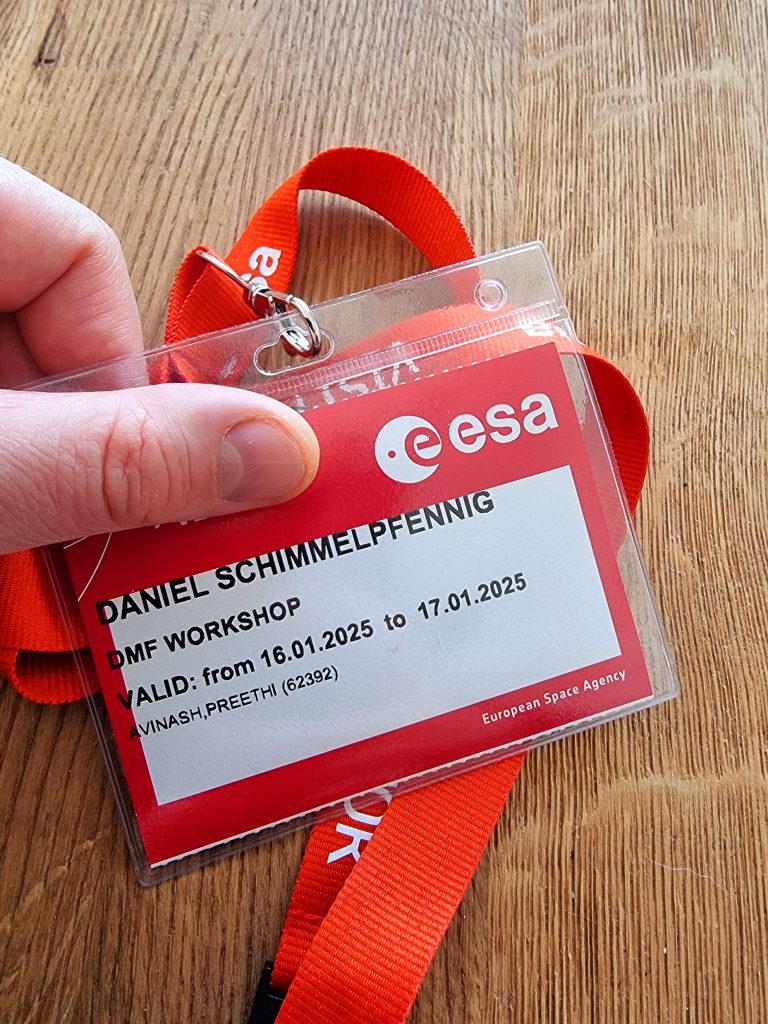 esa
DANIEL SCHIMMELPFENNIG
DMF WORKSHOP
VALID: from 16.01.2025 to 17.01.2025
AVINASH,PREETHI (62392)
European Space Agency